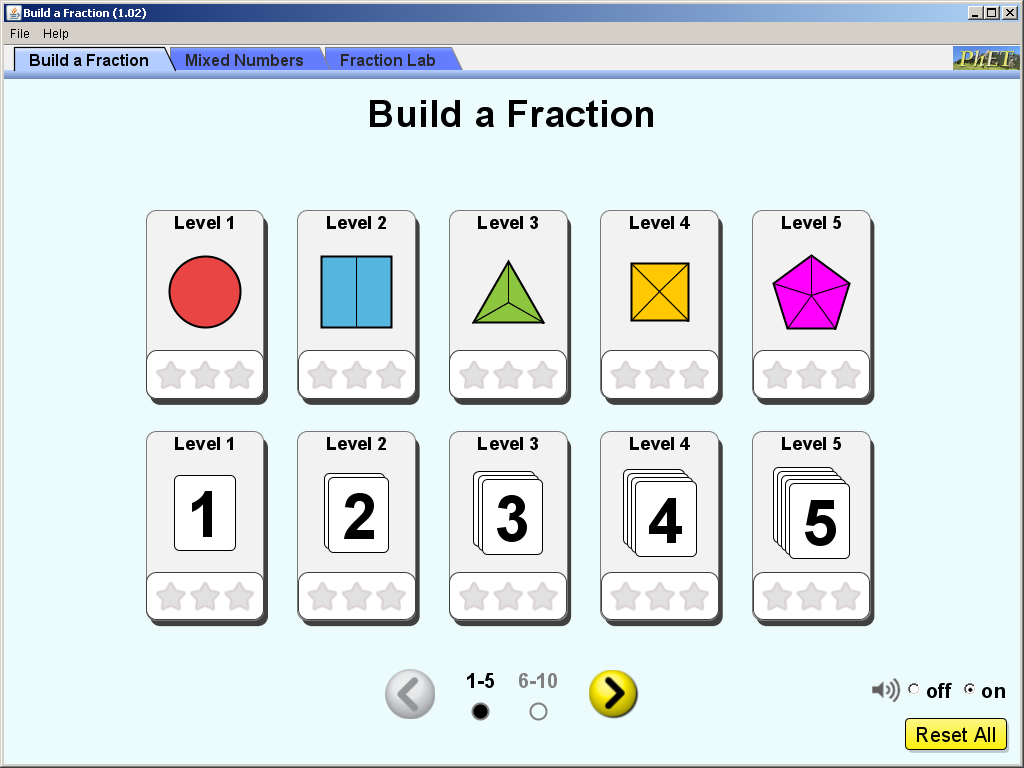 Build a Fraction (1.02)
File Help
Build a Fraction Mixed Numbers Fraction Lab PhET
Build a Fraction
Level 1 Level 2 Level 3 Level 4 Level 5
Level 1 Level 2 Level 3 Level 4 Level 5
1 2 3 4 5
1-5 6-10
off on
Reset All